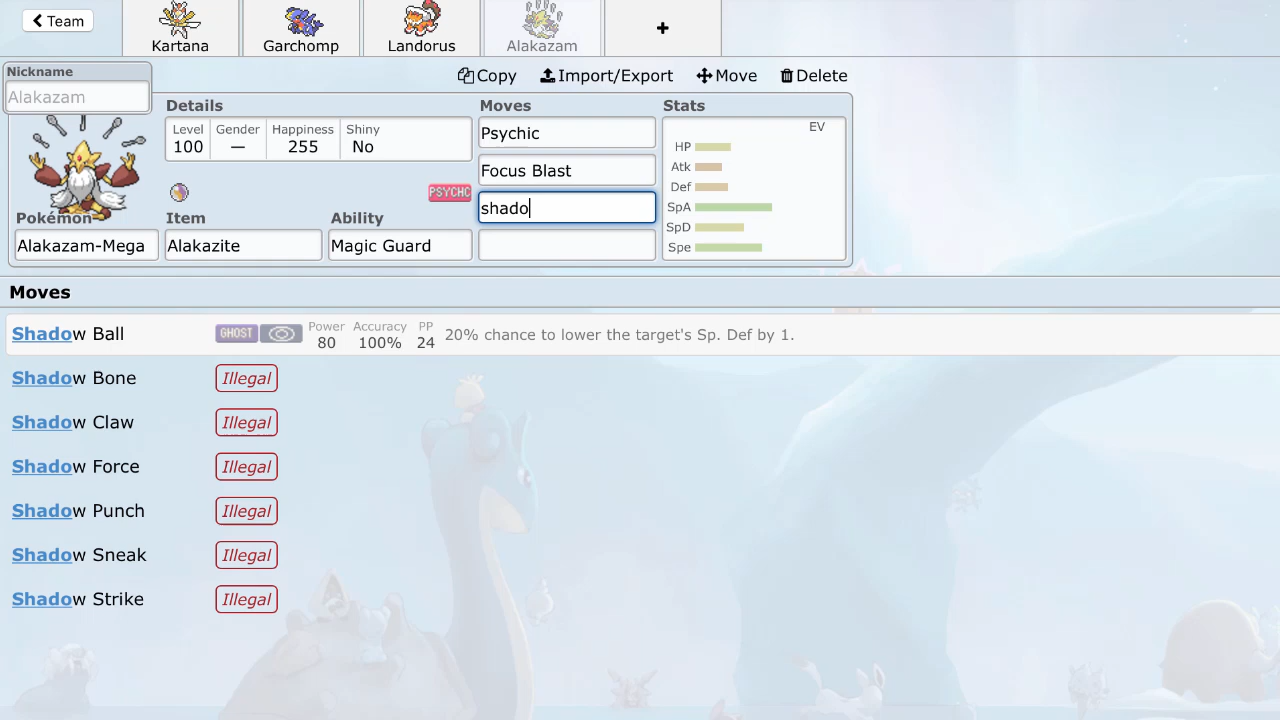 Team
Kartana
Garchomp
Landorus
Alakazam
+
Nickname
Alakazam
Copy
Import/Export
Move
Delete
Details
Level
100
Gender
—
Happiness
255
Shiny
No
PSYCHC
Pokémon
Alakazam-Mega
Item
Alakazite
Ability
Magic Guard
Moves
Psychic
Focus Blast
shado
Stats
EV
HP
Atk
Def
SpA
SpD
Spe
Moves
Shadow Ball GHOST Power 80 Accuracy 100% PP 24 20% chance to lower the target's Sp. Def by 1.
Shadow Bone Illegal
Shadow Claw Illegal
Shadow Force Illegal
Shadow Punch Illegal
Shadow Sneak Illegal
Shadow Strike Illegal